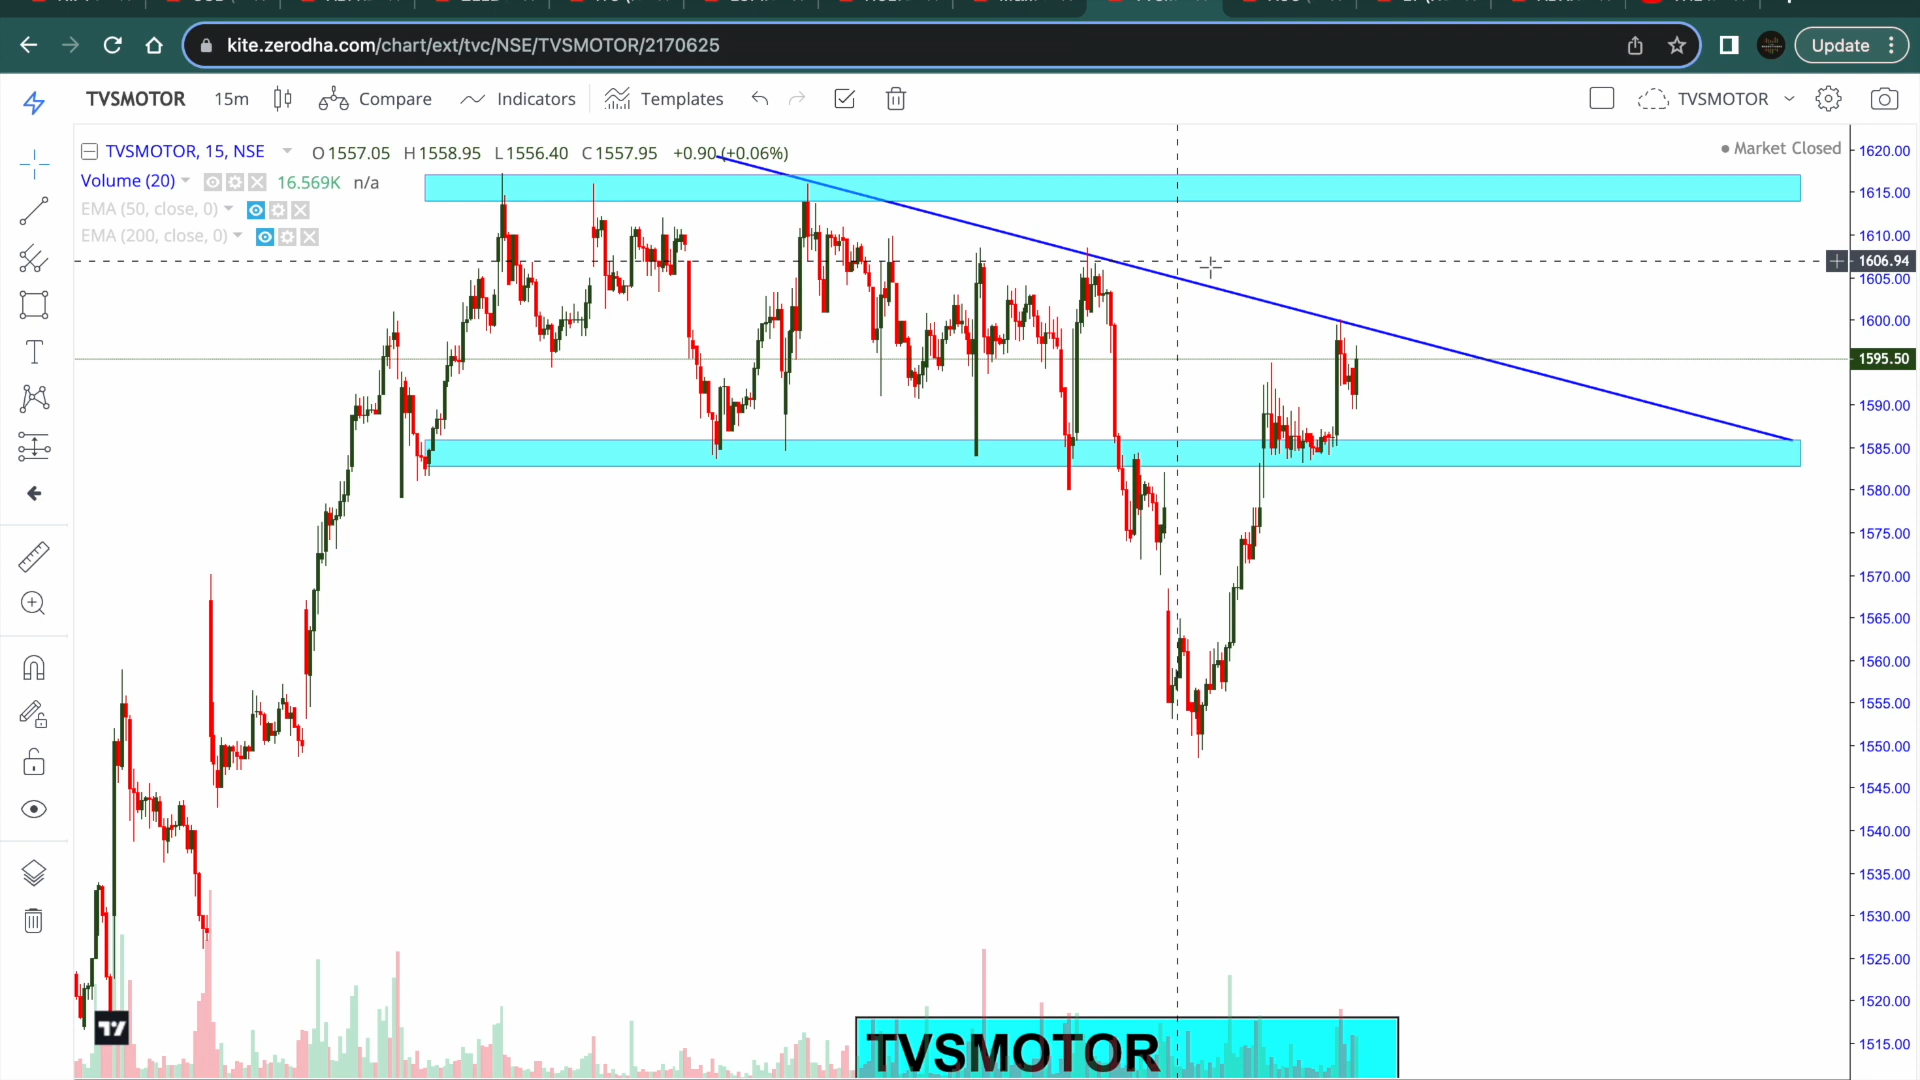 kite.zerodha.com/chart/ext/tvc/NSE/TVSMOTOR/2170625
Update
TVSMOTOR 15m Compare Indicators Templates TVSMOTOR
TVSMOTOR, 15, NSE O1557.05 H1558.95 L1556.40 C1557.95 +0.90 (+0.06%)
Market Closed
Volume (20) 16.569K n/a
EMA (50, close, 0)
EMA (200, close, 0)
1620.00
1615.00
1610.00
1606.94
1605.00
1600.00
1595.50
1590.00
1585.00
1580.00
1575.00
1570.00
1565.00
1560.00
1555.00
1550.00
1545.00
1540.00
1535.00
1530.00
1525.00
1520.00
1515.00
TVSMOTOR